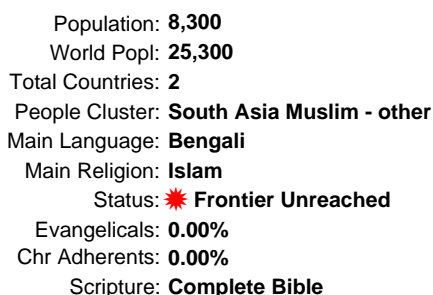 Population: 8,300
World Popl: 25,300
Total Countries: 2
People Cluster: South Asia Muslim - other
Main Language: Bengali
Main Religion: Islam
Status: Frontier Unreached
Evangelicals: 0.00%
Chr Adherents: 0.00%
Scripture: Complete Bible